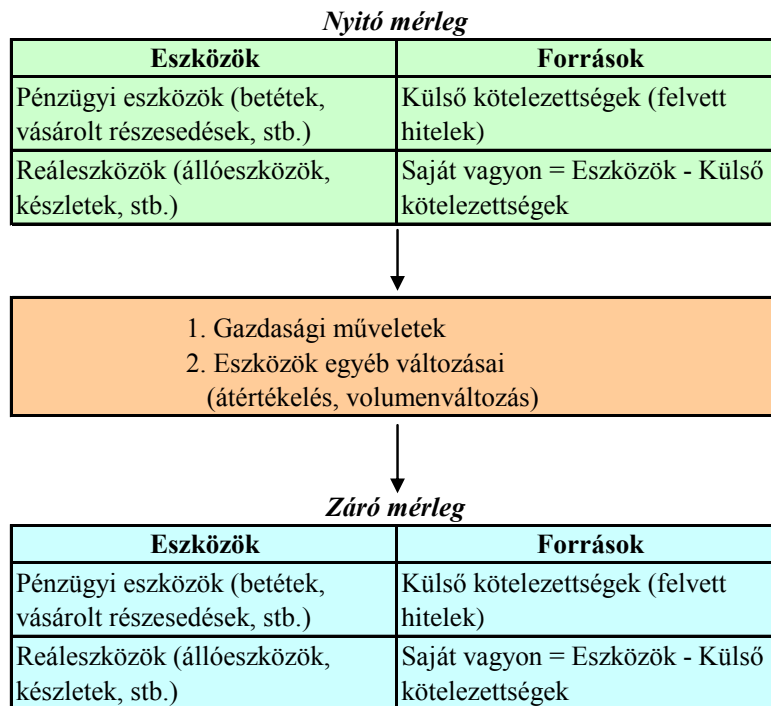 Nyitó mérleg
Eszközök
Források
Pénzügyi eszközök (betétek,
vásárolt részesedések, stb.)
Külső kötelezettségek (felvett
hitelek)
Reáleszközök (állóeszközök,
készletek, stb.)
Saját vagyon = Eszközök - Külső
kötelezettségek
1. Gazdasági műveletek
2. Eszközök egyéb változásai
(átértékelés, volumenváltozás)
Záró mérleg
Eszközök
Források
Pénzügyi eszközök (betétek,
vásárolt részesedések, stb.)
Külső kötelezettségek (felvett
hitelek)
Reáleszközök (állóeszközök,
készletek, stb.)
Saját vagyon = Eszközök - Külső
kötelezettségek